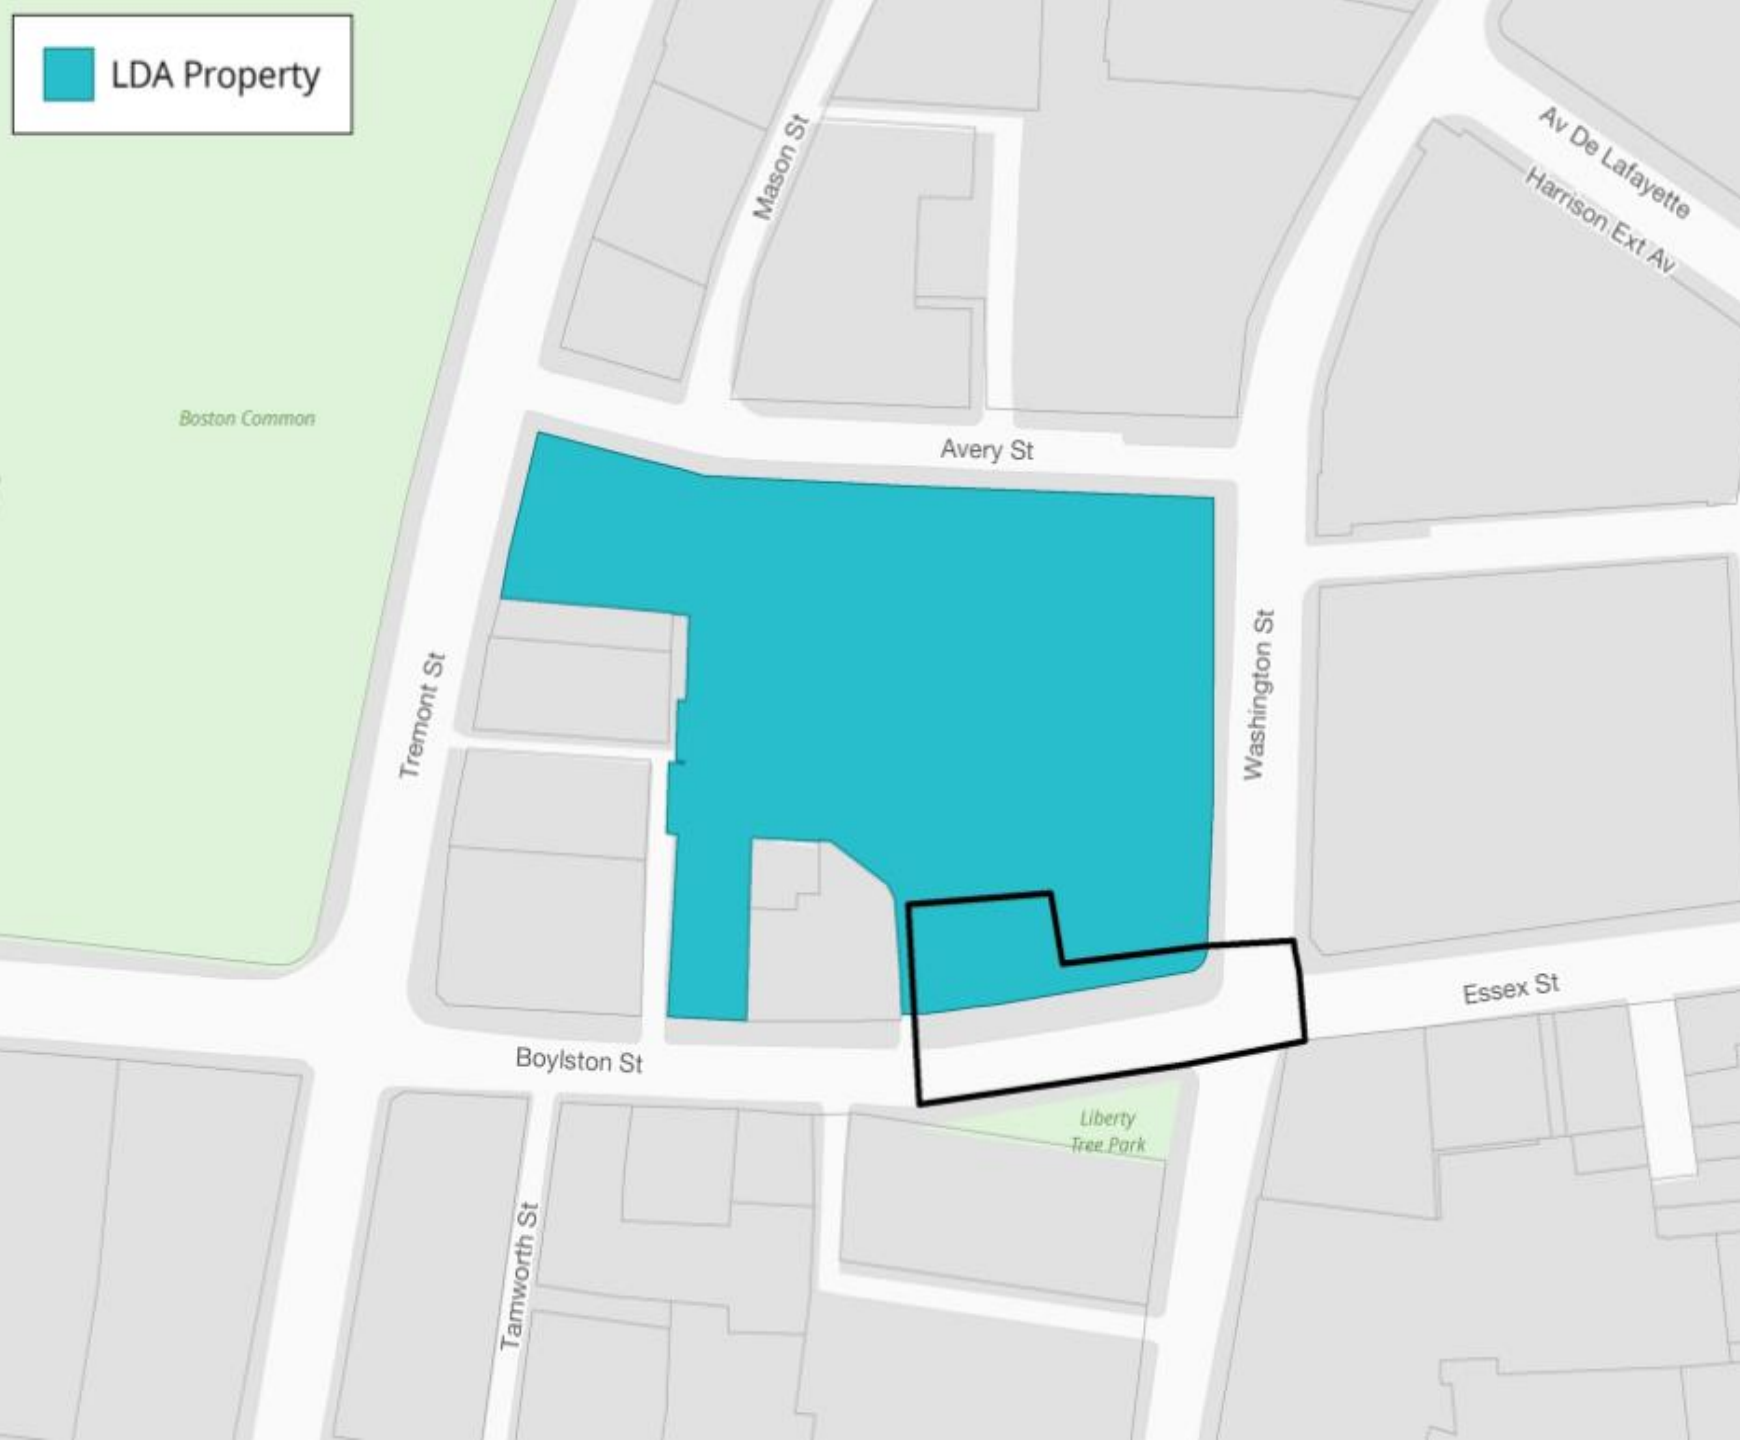 LDA Property
Mason St
Av De Lafayette
Harrison Ext Av
Boston Common
Avery St
Tremont St
Washington St
Essex St
Boylston St
Liberty
Tree Park
Tamworth St